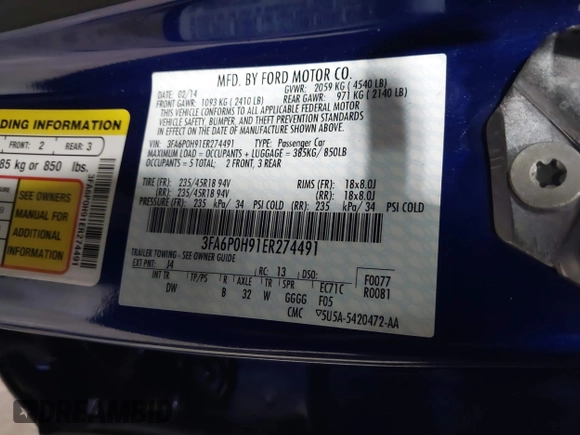 MFD. BY FORD MOTOR CO.
DATE: 02/14
GVWR: 2059 KG ( 4540 LB)
FRONT GAWR: 1093 KG ( 2410 LB)
REAR GAWR: 971 KG ( 2140 LB)
THIS VEHICLE CONFORMS TO ALL APPLICABLE FEDERAL MOTOR
VEHICLE SAFETY, BUMPER, AND THEFT PREVENTION STANDARDS
IN EFFECT ON THE DATE OF MANUFACTURE SHOWN ABOVE.
VIN: 3FA6P0H91ER274491 TYPE: Passenger Car
MAXIMUM LOAD = OCCUPANTS + LUGGAGE = 385KG/ 850LB
OCCUPANTS = 5 TOTAL: 2 FRONT, 3 REAR
TIRE (FR): 235/45R18 94V RIMS (FR): 18x8.0J
(RR): 235/45R18 94V (RR): 18x8.0J
PRESSURE (FR): 235 kPa/ 34 PSI COLD (RR): 235 kPa/ 34 PSI COLD
3FA6P0H91ER274491
TRAILER TOWING - SEE OWNER GUIDE
EXT PNT: J4 RC: 13 DSO:
INT TR TP/PS R AXLE TR SPR EC71C
DW B 32 W GGGG F05
F0077
R0081
CMC 5U5A-5420472-AA
DING INFORMATION
FRONT: 2 REAR: 3
85 kg or 850 lbs.
SEE OWNERS
MANUAL FOR
ADDITIONAL
INFORMATION
3FA6P0H91ER274491
DREAMBID